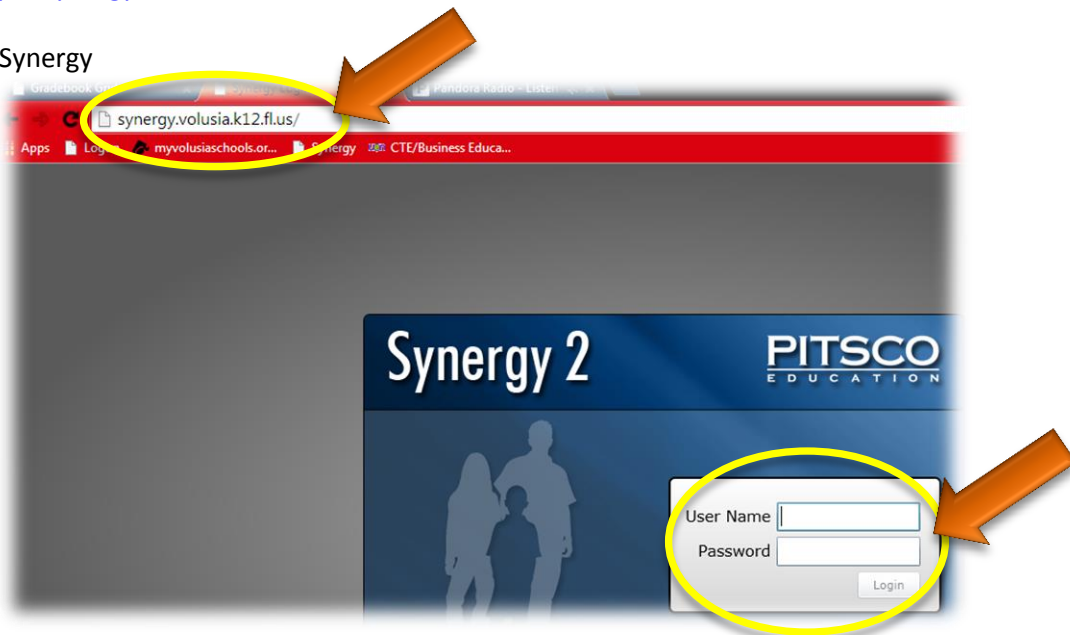 Synergy
Gradebook
Pandora Radio - Listen
synergy.volusia.k12.fl.us/
Apps myvolusiaschools.or... Synergy CTE/Business Educa...
Synergy 2 PITSCO
EDUCATION
User Name
Password
Login